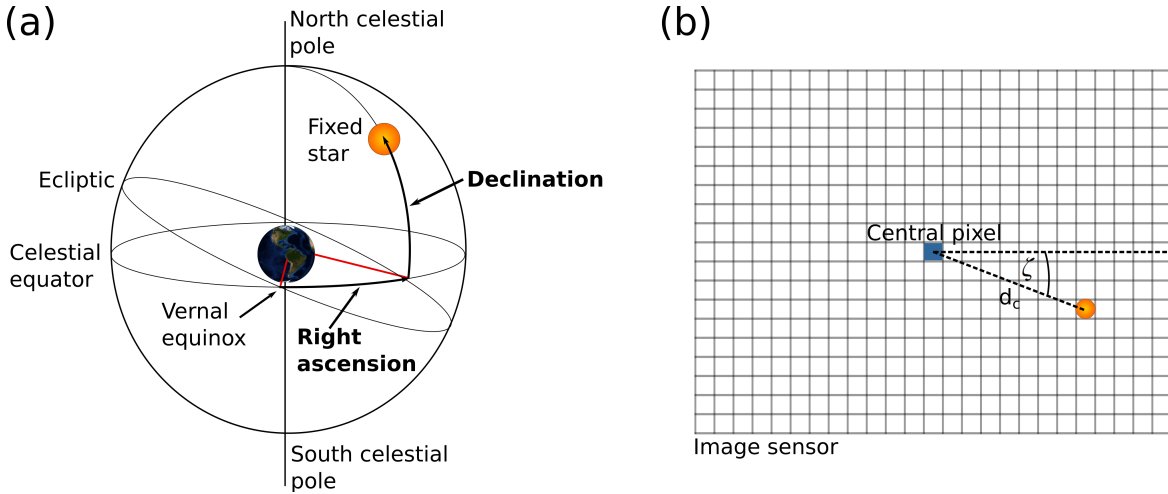 (a)
North celestial
pole
Fixed
star
Ecliptic
Declination
Celestial
equator
Vernal
equinox
Right
ascension
South celestial
pole
(b)
Central pixel
ζ
d_c
Image sensor